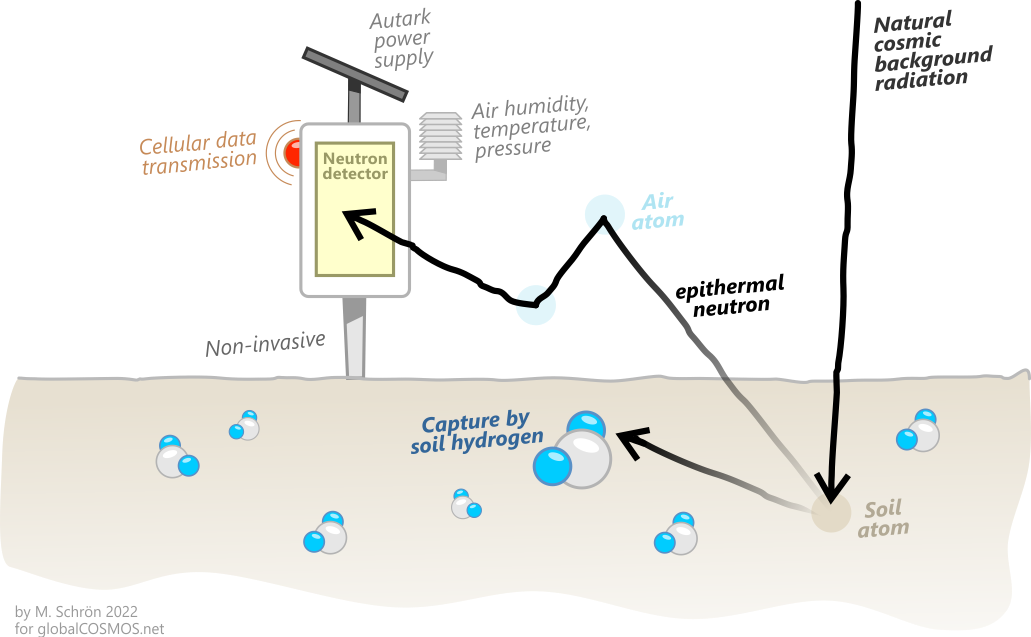 Autark
power
supply
Natural
cosmic
background
radiation
Air humidity,
temperature,
pressure
Cellular data
transmission
Neutron
detector
Air
atom
epithermal
neutron
Non-invasive
Capture by
soil hydrogen
Soil
atom
by M. Schrön 2022
for globalCOSMOS.net